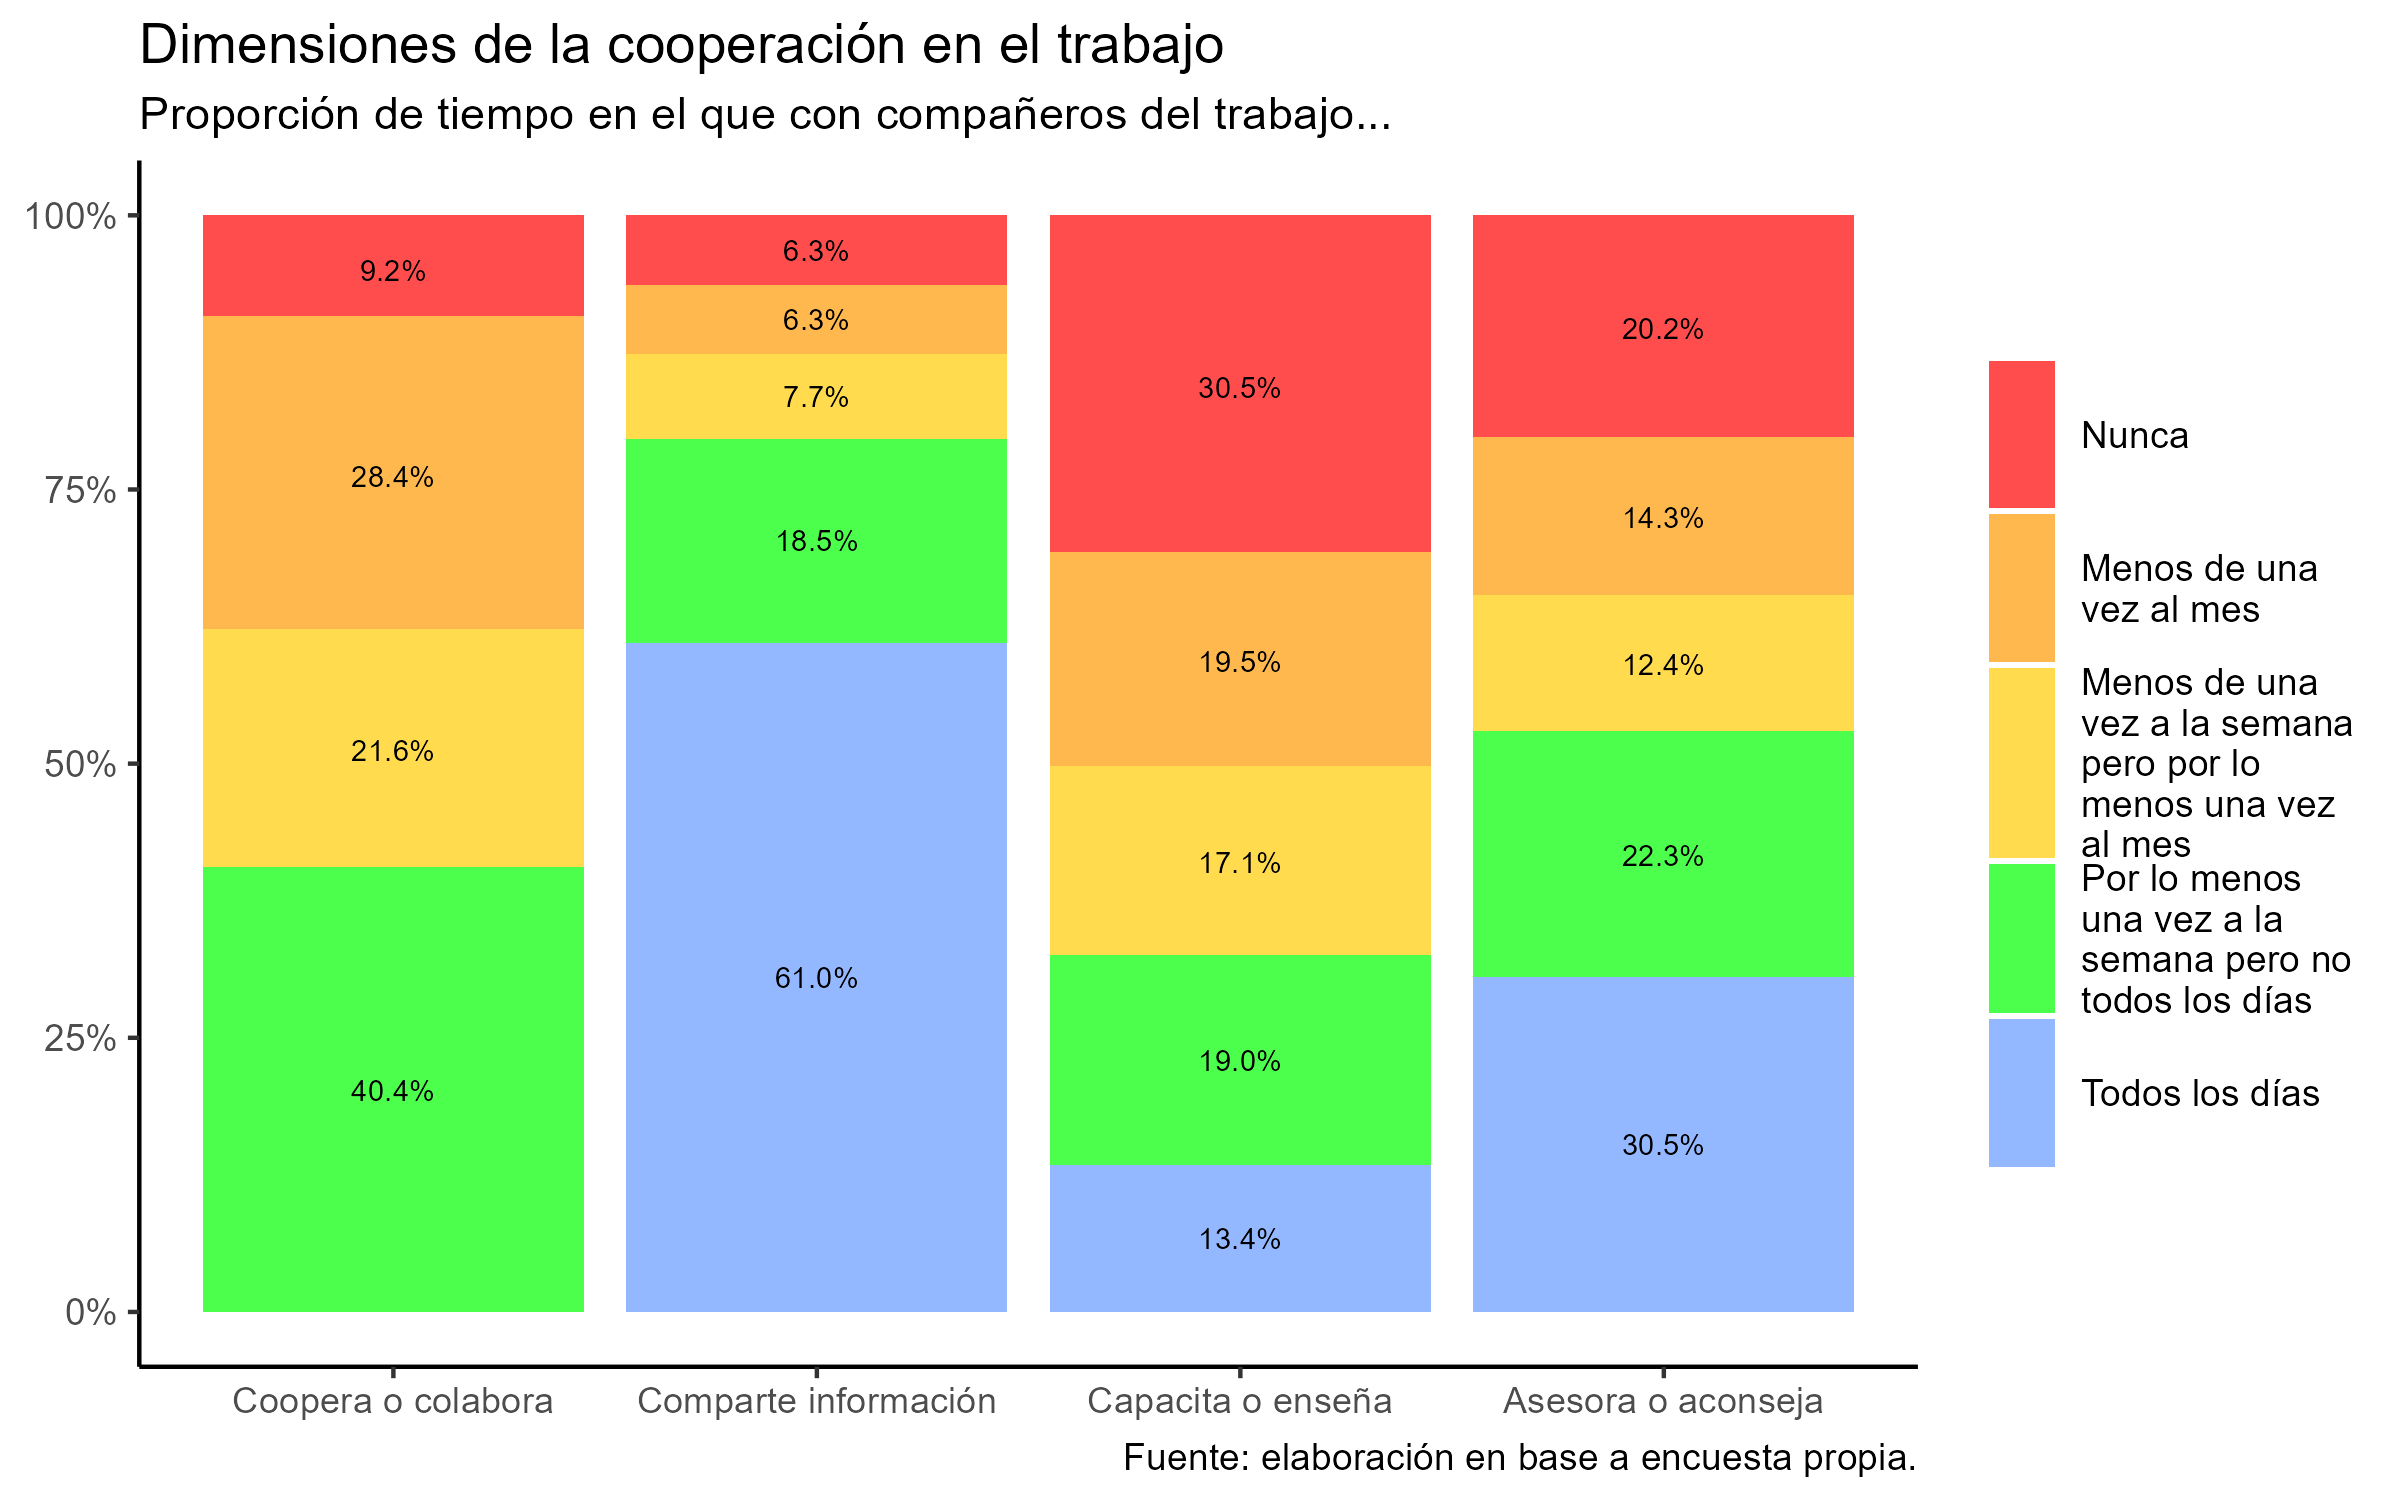 Dimensiones de la cooperación en el trabajo
Proporción de tiempo en el que con compañeros del trabajo...
100%
75%
50%
25%
0%
9.2%
28.4%
21.6%
40.4%
6.3%
6.3%
7.7%
18.5%
61.0%
30.5%
19.5%
17.1%
19.0%
13.4%
20.2%
14.3%
12.4%
22.3%
30.5%
Coopera o colabora
Comparte información
Capacita o enseña
Asesora o aconseja
Nunca
Menos de una
vez al mes
Menos de una
vez a la semana
pero por lo
menos una vez
al mes
Por lo menos
una vez a la
semana pero no
todos los días
Todos los días
Fuente: elaboración en base a encuesta propia.